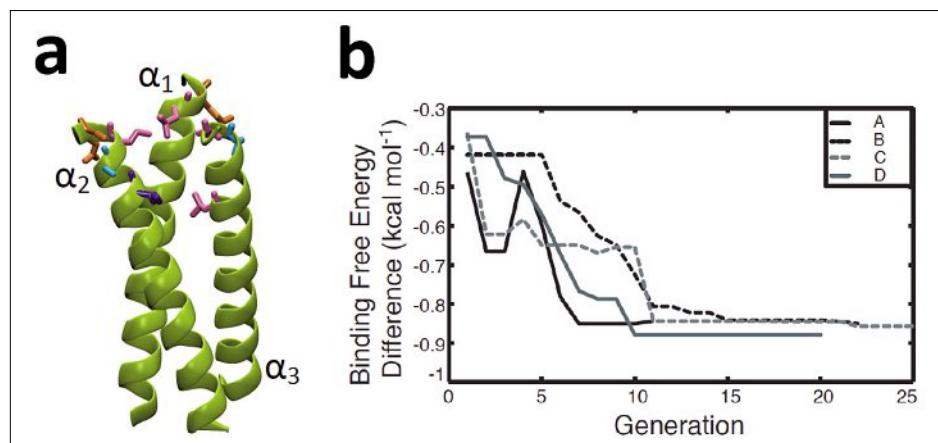 a
α1
α2
α3
b
Binding Free Energy
Difference (kcal mol-1)
-0.3
-0.4
-0.5
-0.6
-0.7
-0.8
-0.9
-1
0
5
10
15
20
25
Generation
A
B
C
D